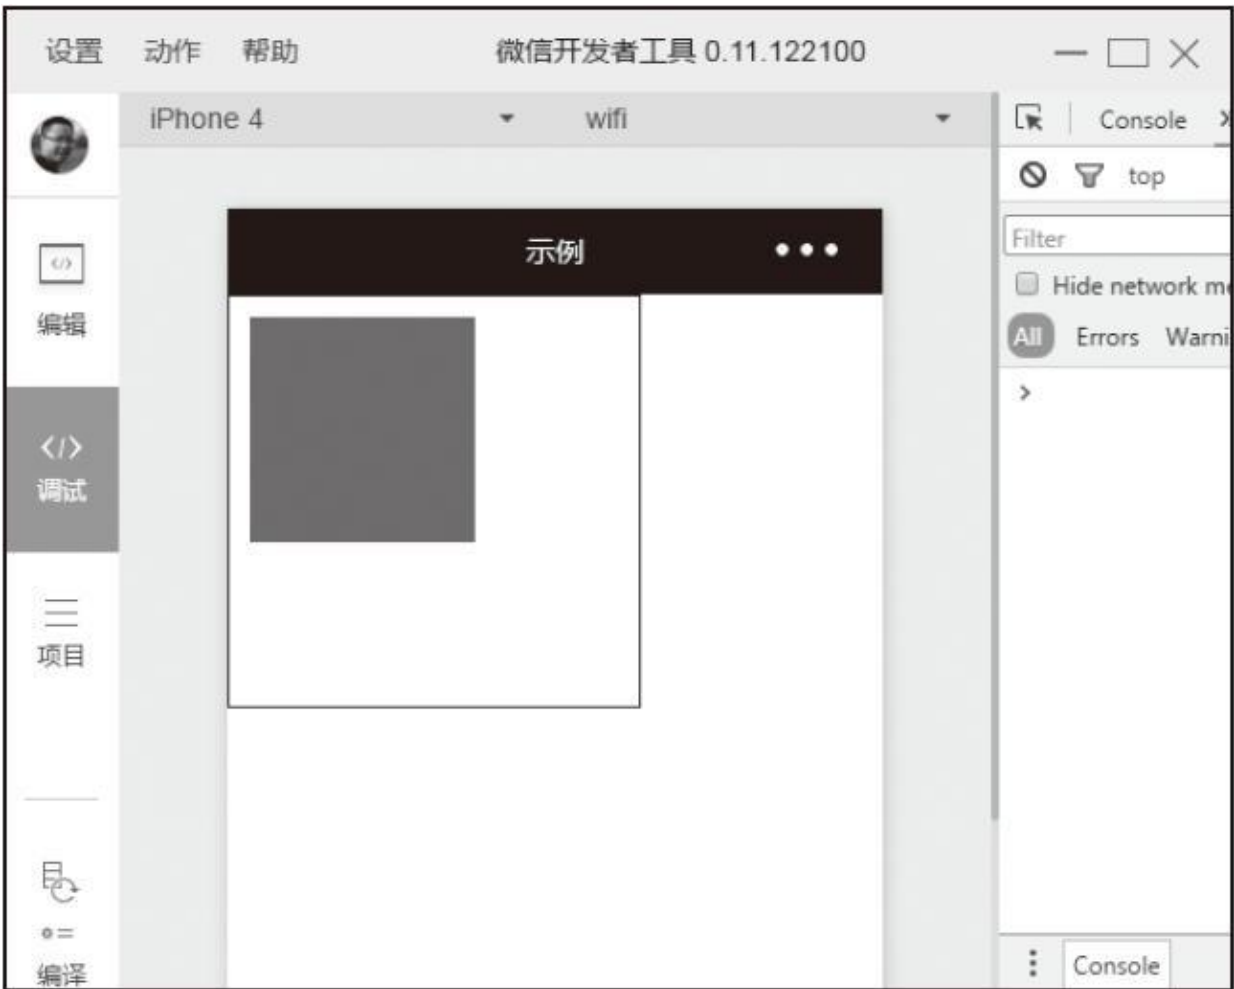 设置 动作 帮助 微信开发者工具 0.11.122100
iPhone 4 wifi
Console
top
示例
Filter
编辑
Hide network
All Errors
</>
调试
项目
编译
Console